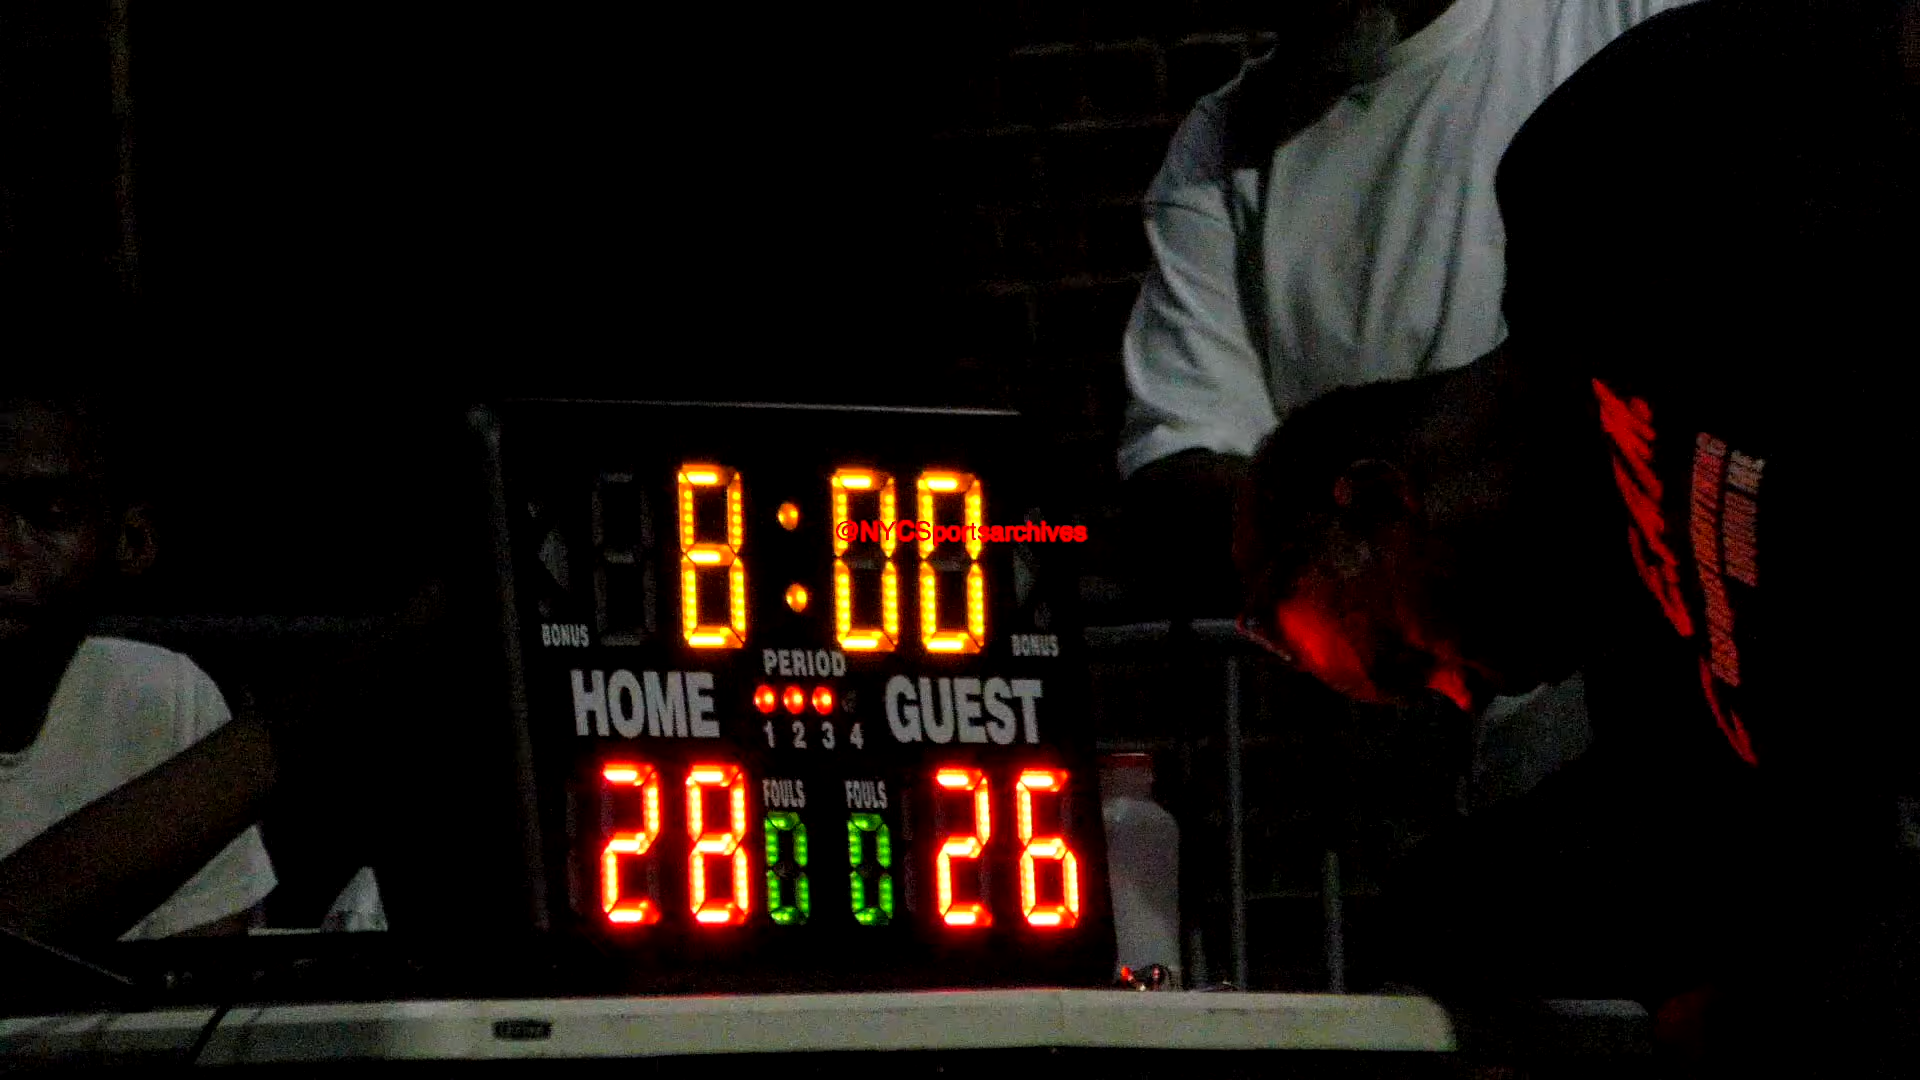 8:00
©NYCSportsarchives
BONUS
BONUS
PERIOD
HOME
GUEST
1 2 3 4
FOULS
FOULS
28
0
0
26